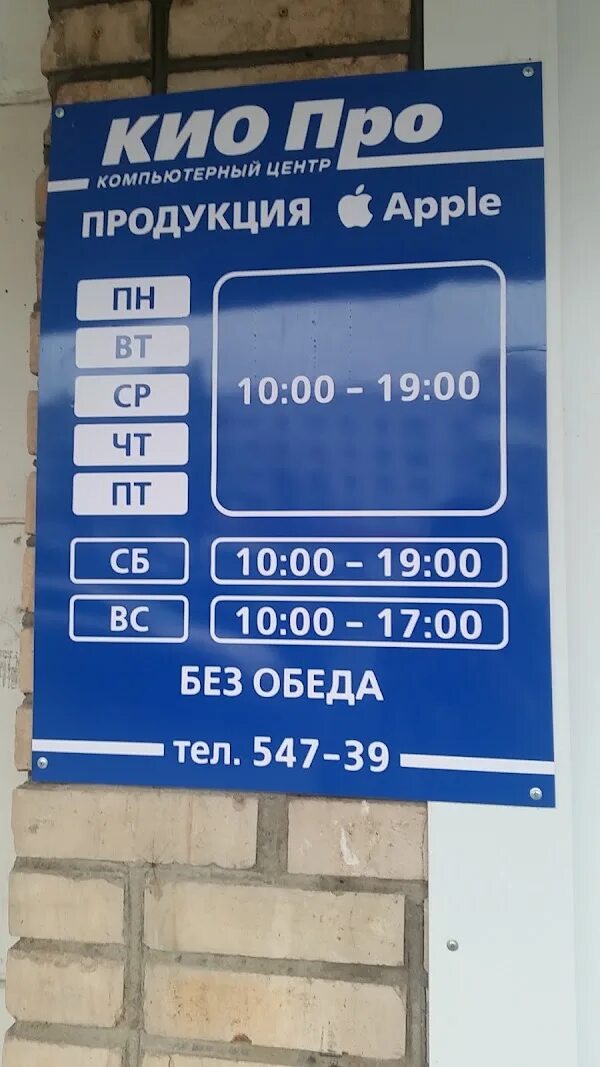 КИО Про
КОМПЬЮТЕРНЫЙ ЦЕНТР
ПРОДУКЦИЯ Apple
ПН
ВТ
СР
ЧТ
ПТ
10:00 – 19:00
СБ 10:00 – 19:00
ВС 10:00 – 17:00
БЕЗ ОБЕДА
тел. 547-39